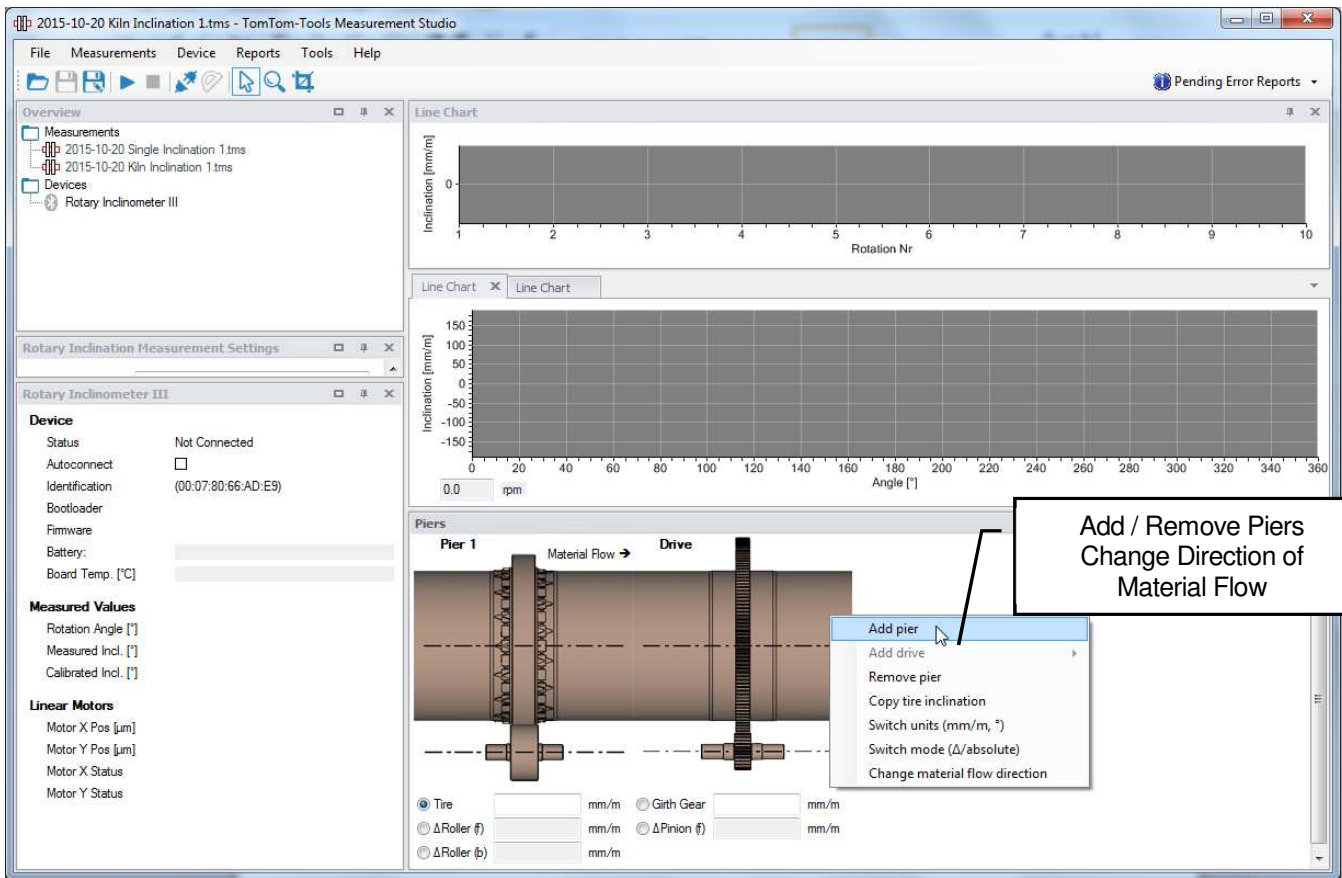 2015-10-20 Kiln Inclination 1.tms - TomTom-Tools Measurement Studio
File Measurements Device Reports Tools Help
Pending Error Reports
Overview
Measurements
2015-10-20 Single Inclination 1.tms
2015-10-20 Kiln Inclination 1.tms
Devices
Rotary Inclinometer III
Rotary Inclination Measurement Settings
Rotary Inclinometer III
Device
Status Not Connected
Autoconnect
Identification (00:07:80:66:AD:E9)
Bootloader
Firmware
Battery:
Board Temp. [°C]
Measured Values
Rotation Angle [°]
Measured Incl. [°]
Calibrated Incl. [°]
Linear Motors
Motor X Pos [µm]
Motor Y Pos [µm]
Motor X Status
Motor Y Status
Line Chart
Inclination [mm/m]
0
1 2 3 4 5 6 7 8 9 10
Rotation Nr
Line Chart Line Chart
Inclination [mm/m]
150
100
50
0
-50
-100
-150
0 20 40 60 80 100 120 140 160 180 200 220 240 260 280 300 320 340 360
Angle [°]
0.0 rpm
Piers
Pier 1 Material Flow → Drive
Add / Remove Piers
Change Direction of
Material Flow
Add pier
Add drive
Remove pier
Copy tire inclination
Switch units (mm/m, °)
Switch mode (Δ/absolute)
Change material flow direction
Tire mm/m Girth Gear mm/m
ΔRoller (f) mm/m ΔPinion (f) mm/m
ΔRoller (b) mm/m